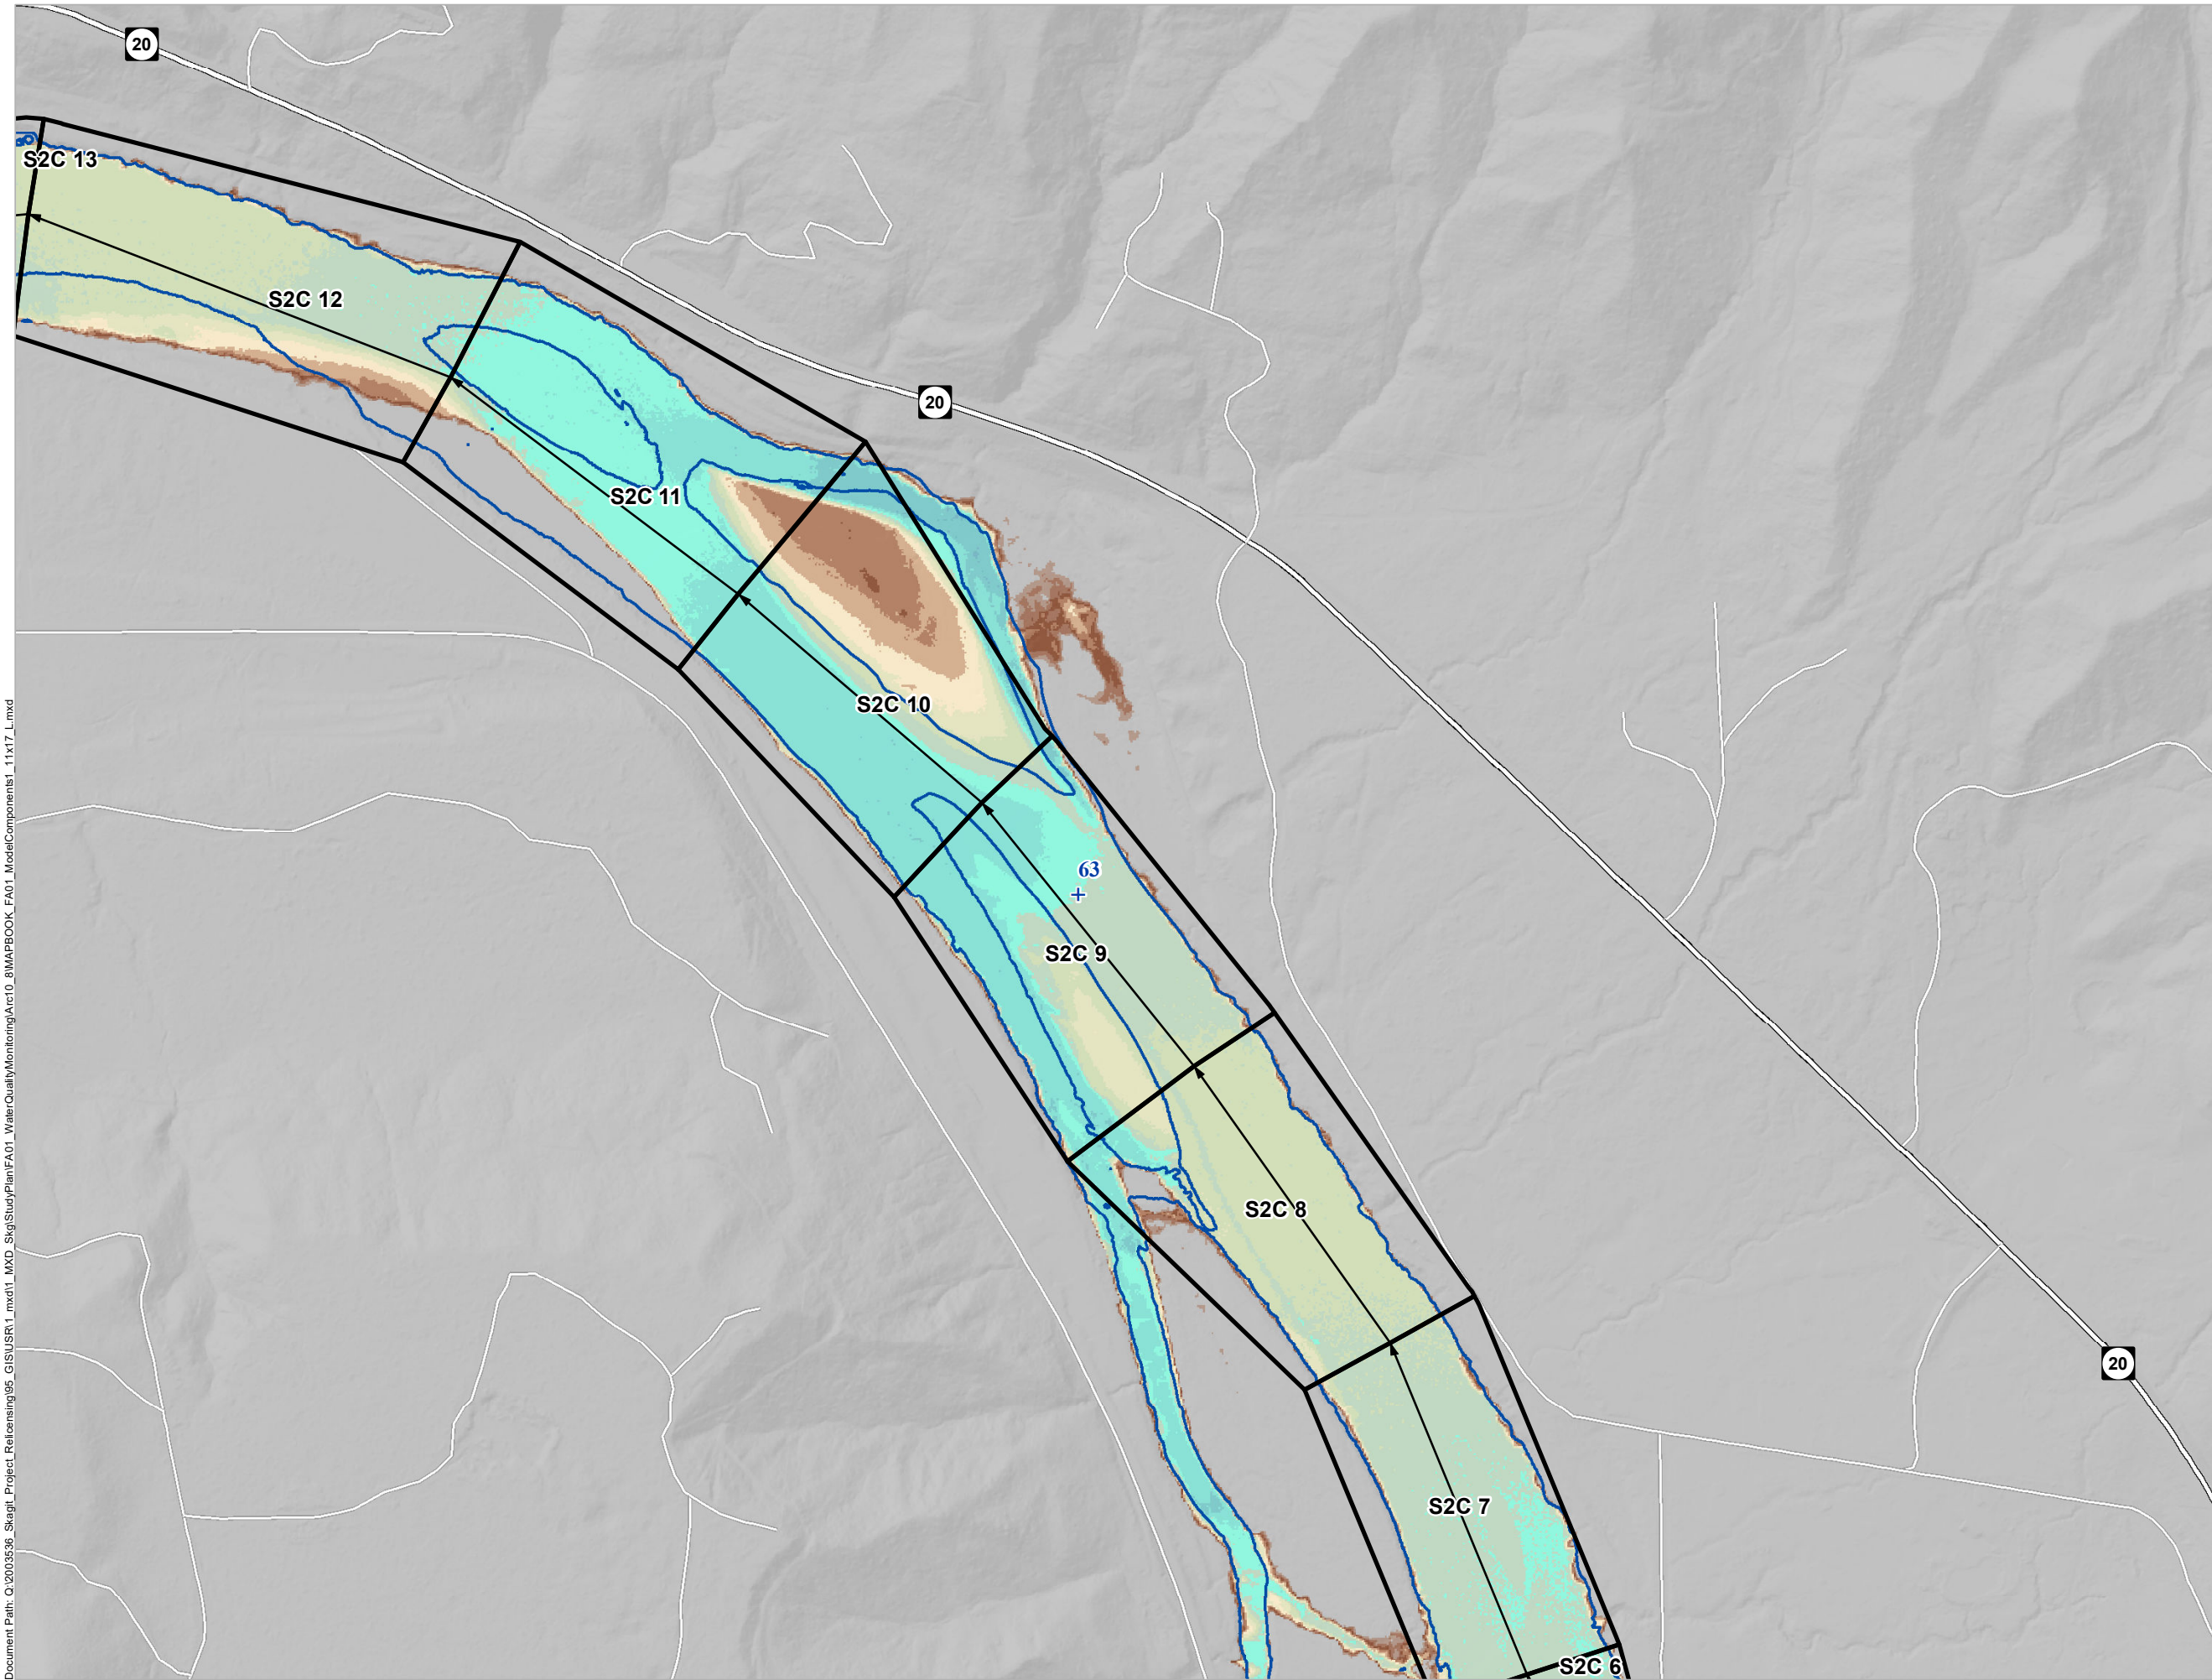 20
S2C 13
S2C 12
20
S2C 11
S2C 10
63
S2C 9
S2C 8
20
S2C 7
S2C 6
Document Path: Q:\2003536_Skagit_Project_Relicensing\95_GIS\USR\1_mxd\1_MXD_Skg\StudyPlan\FA01_WaterQualityMonitoring\Arc10_8\MAPBOOK_FA01_ModelComponents1_11x17_L.mxd